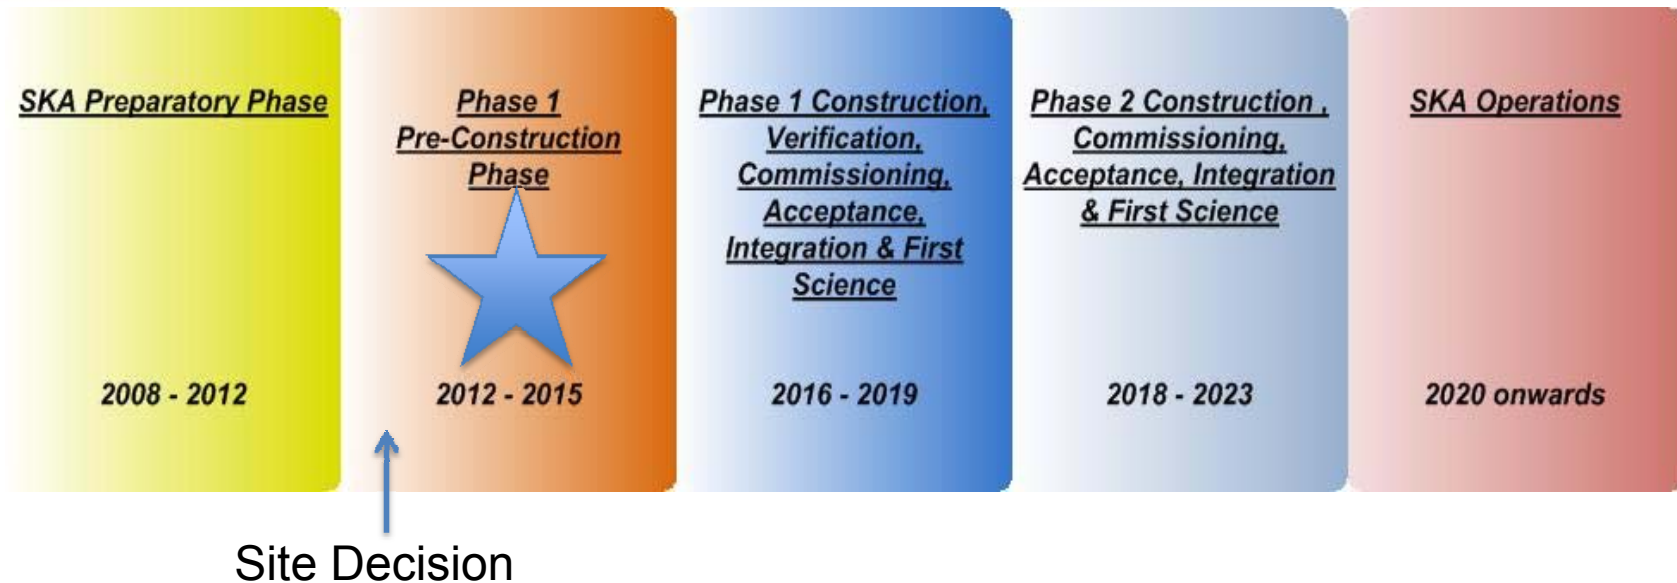 SKA Preparatory Phase
2008 - 2012
Phase 1
Pre-Construction
Phase
2012 - 2015
Phase 1 Construction,
Verification,
Commissioning,
Acceptance,
Integration & First
Science
2016 - 2019
Phase 2 Construction ,
Commissioning,
Acceptance, Integration
& First Science
2018 - 2023
SKA Operations
2020 onwards
Site Decision